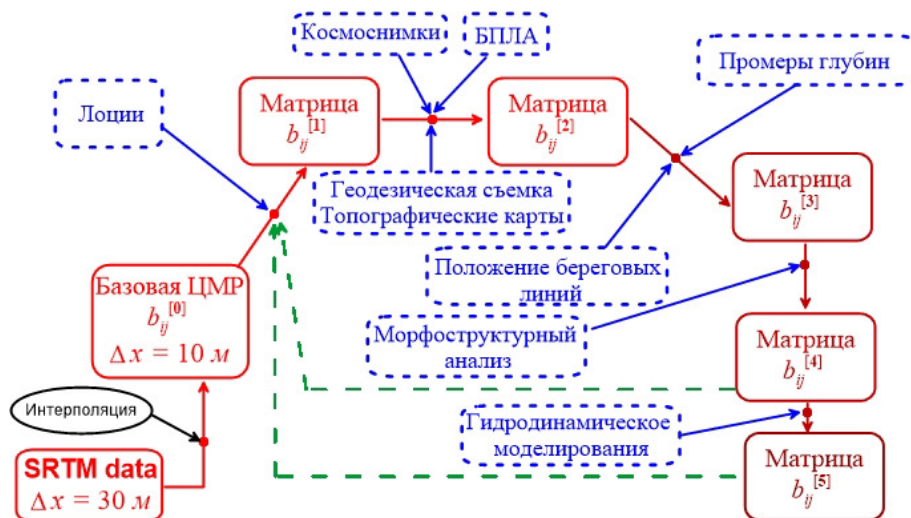 Космоснимки
БПЛА
Промеры глубин
Лоции
Матрица
b_ij^[1]
Матрица
b_ij^[2]
Геодезическая съемка
Топографические карты
Матрица
b_ij^[3]
Положение береговых
линий
Базовая ЦМР
b_ij^[0]
Δx = 10 м
Морфоструктурный
анализ
Матрица
b_ij^[4]
Интерполяция
Гидродинамическое
моделирования
SRTM data
Δx = 30 м
Матрица
b_ij^[5]